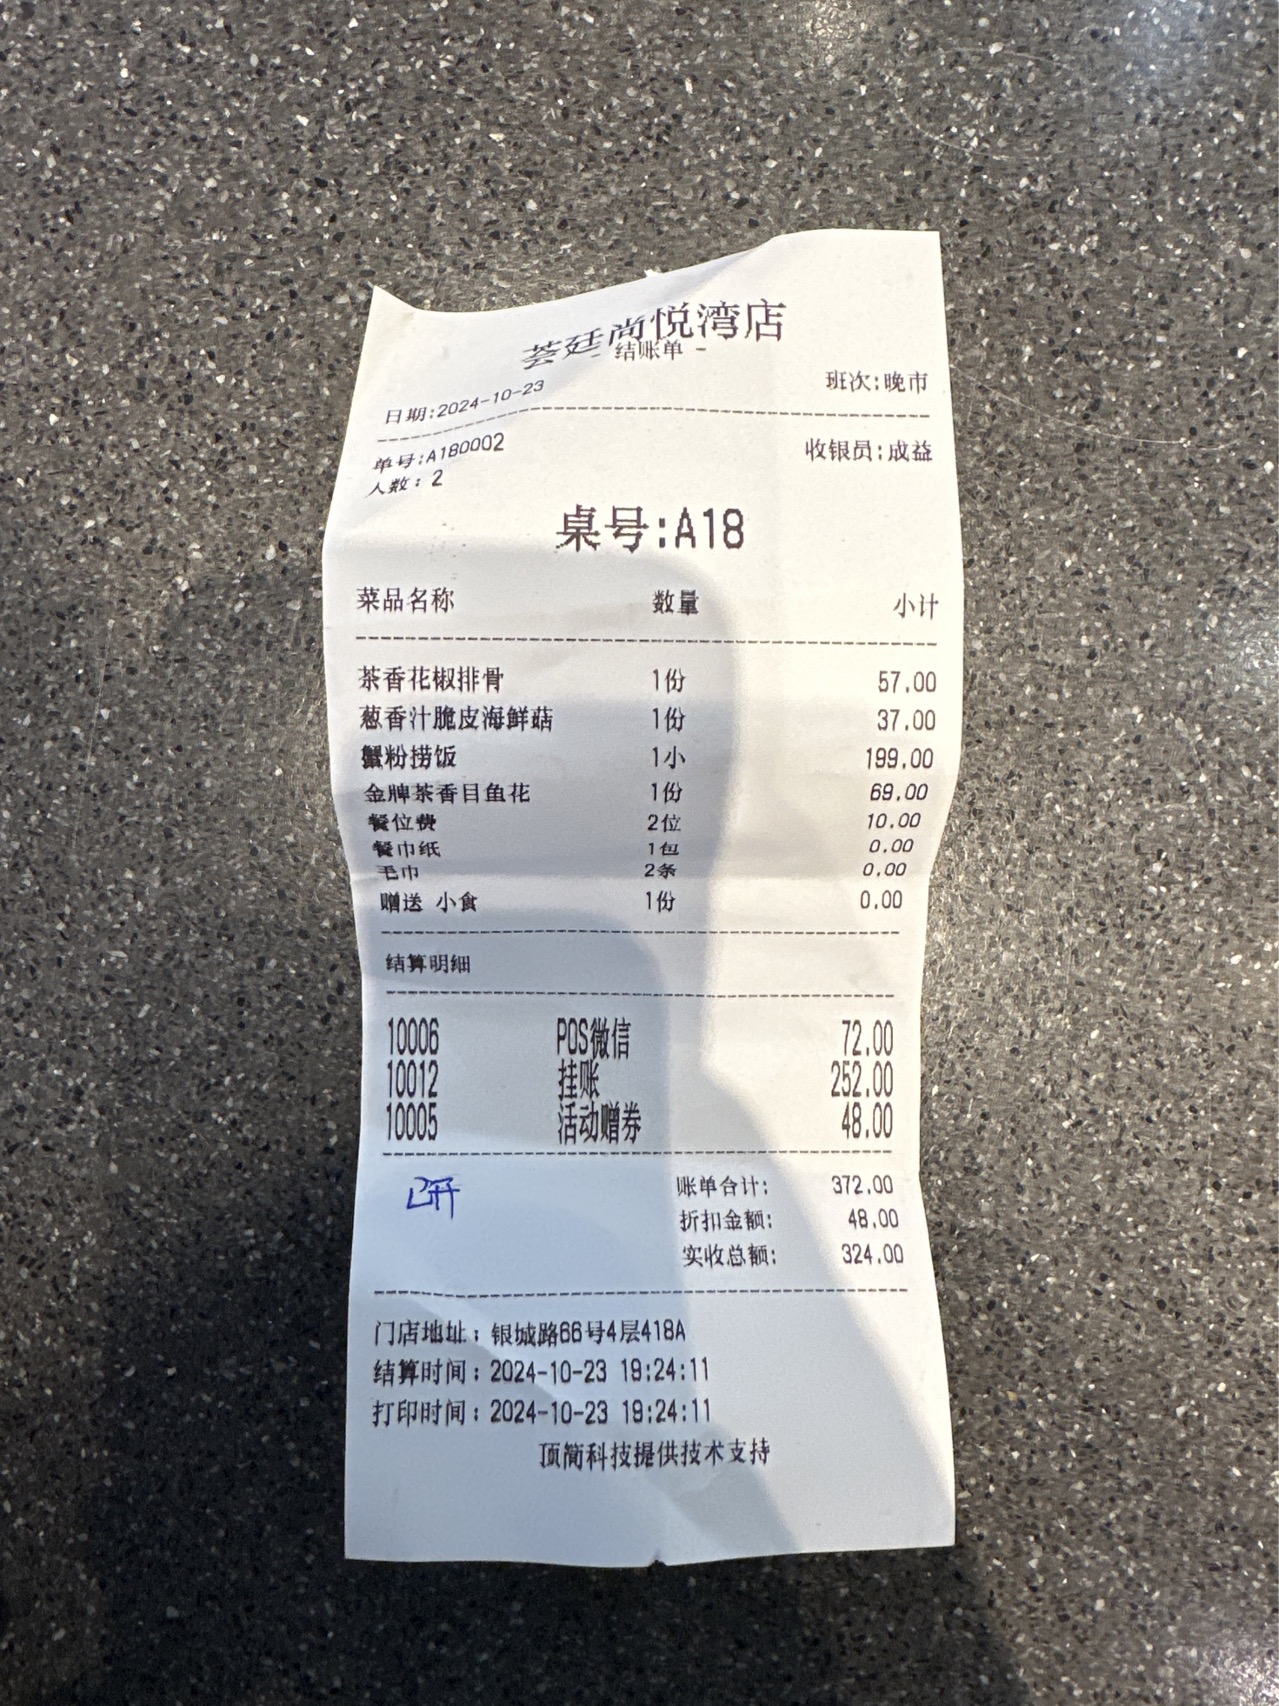 荟廷尚悦湾店
- 结账单 -
日期:2024-10-23 班次:晚市
单号:A180002 收银员:成益
人数: 2
桌号:A18
菜品名称 数量 小计
茶香花椒排骨 1份 57.00
葱香汁脆皮海鲜菇 1份 37.00
蟹粉捞饭 1小 199.00
金牌茶香目鱼花 1份 69.00
餐位费 2位 10.00
餐巾纸 1包 0.00
毛巾 2条 0.00
赠送 小食 1份 0.00
结算明细
10006 POS微信 72.00
10012 挂账 252.00
10005 活动赠券 48.00
已开 账单合计: 372.00
折扣金额: 48.00
实收总额: 324.00
门店地址: 银城路66号4层418A
结算时间: 2024-10-23 19:24:11
打印时间: 2024-10-23 19:24:11
顶简科技提供技术支持